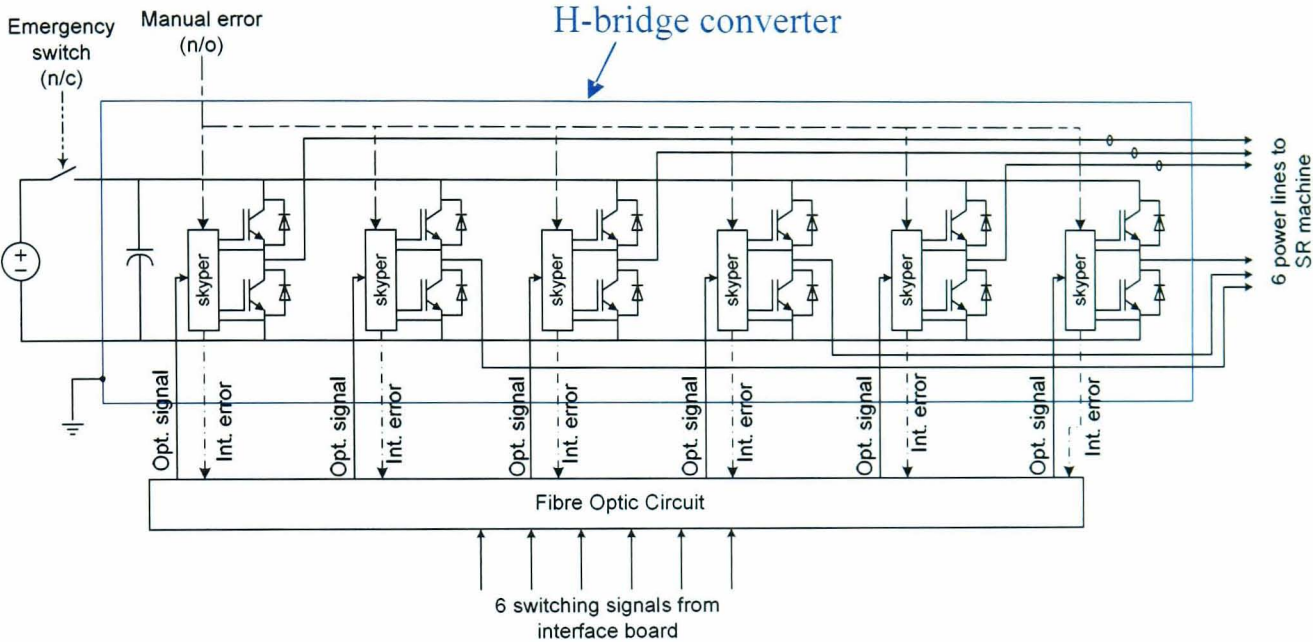 H-bridge converter
Emergency
switch
(n/c)
Manual error
(n/o)
6 power lines to
SR machine
skyper
skyper
skyper
skyper
skyper
skyper
Opt. signal
Int. error
Opt. signal
Int. error
Opt. signal
Int. error
Opt. signal
Int. error
Opt. signal
Int. error
Opt. signal
Int. error
Fibre Optic Circuit
6 switching signals from
interface board